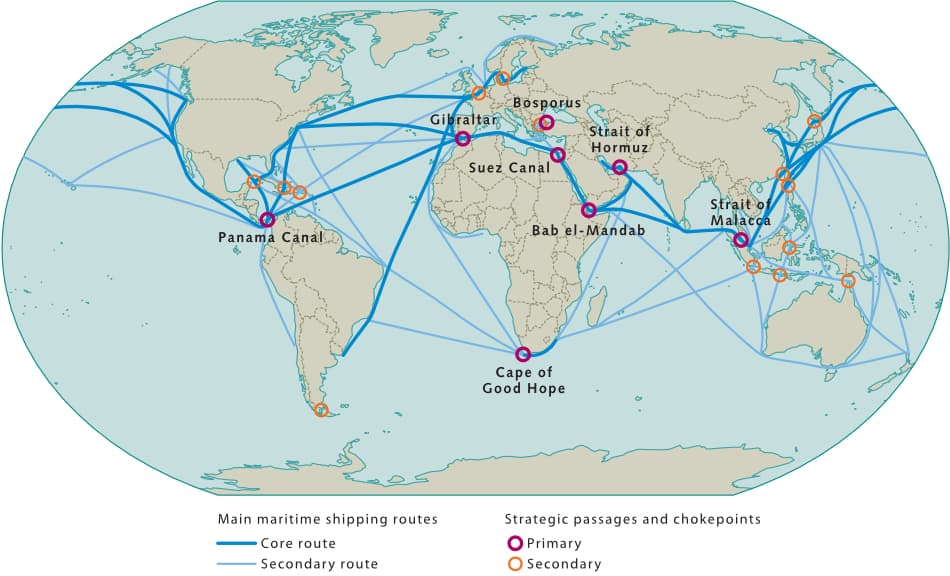 Bosporus
Gibraltar
Strait of
Hormuz
Suez Canal
Strait of
Malacca
Bab el-Mandab
Panama Canal
Cape of
Good Hope
Main maritime shipping routes
Core route
Secondary route
Strategic passages and chokepoints
Primary
Secondary